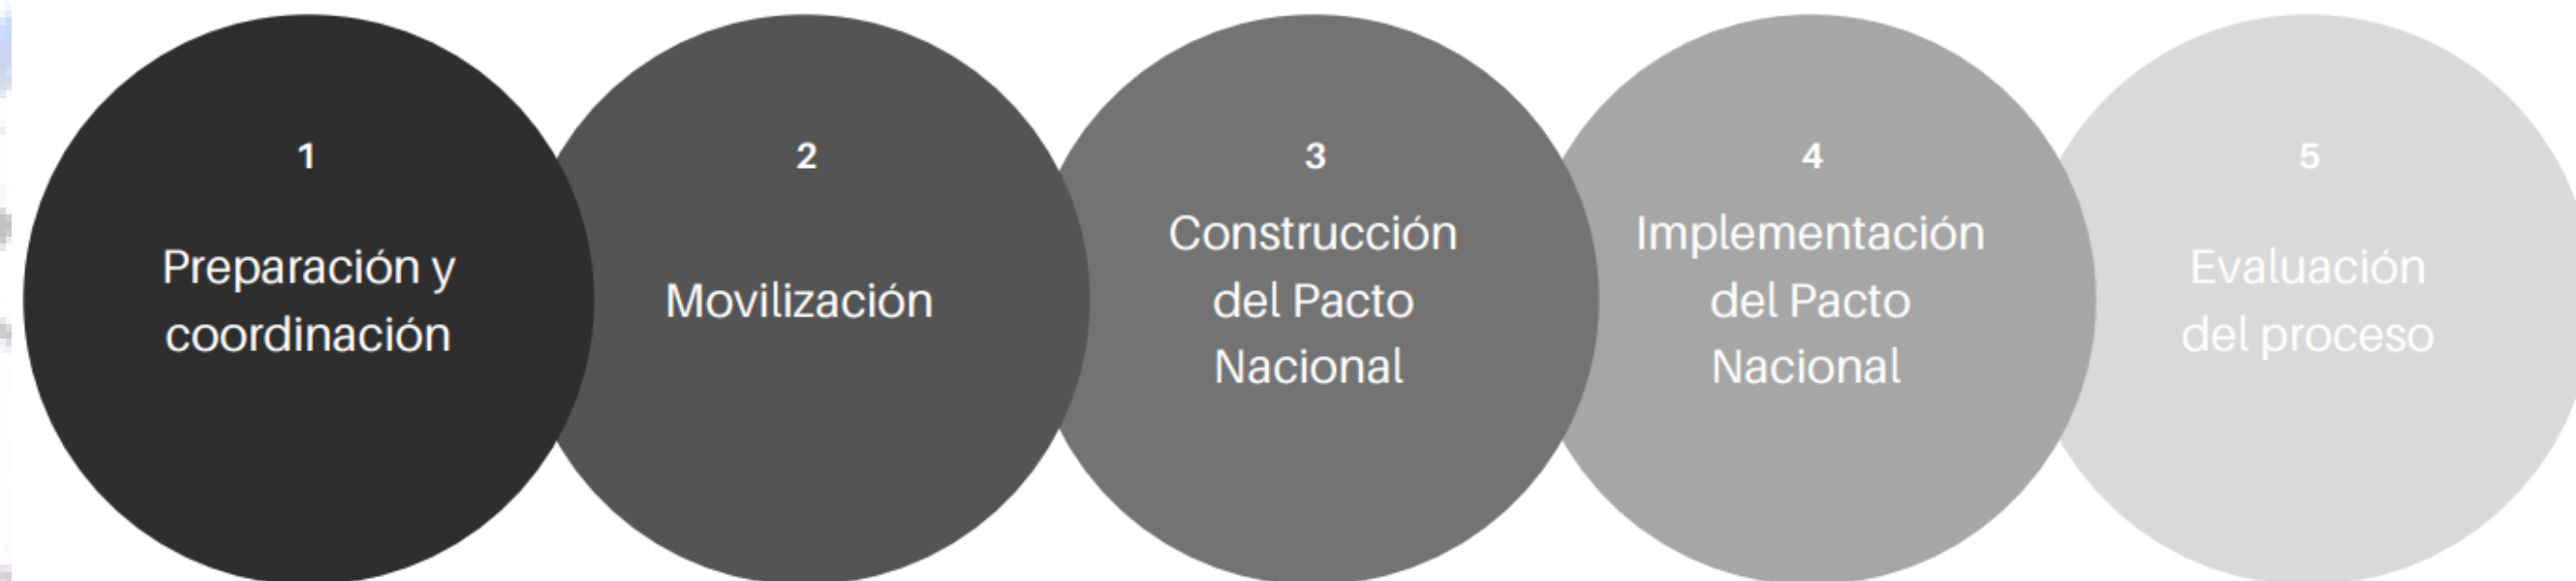 1
Preparación y
coordinación
2
Movilización
3
Construcción
del Pacto
Nacional
4
Implementación
del Pacto
Nacional
5
Evaluación
del proceso